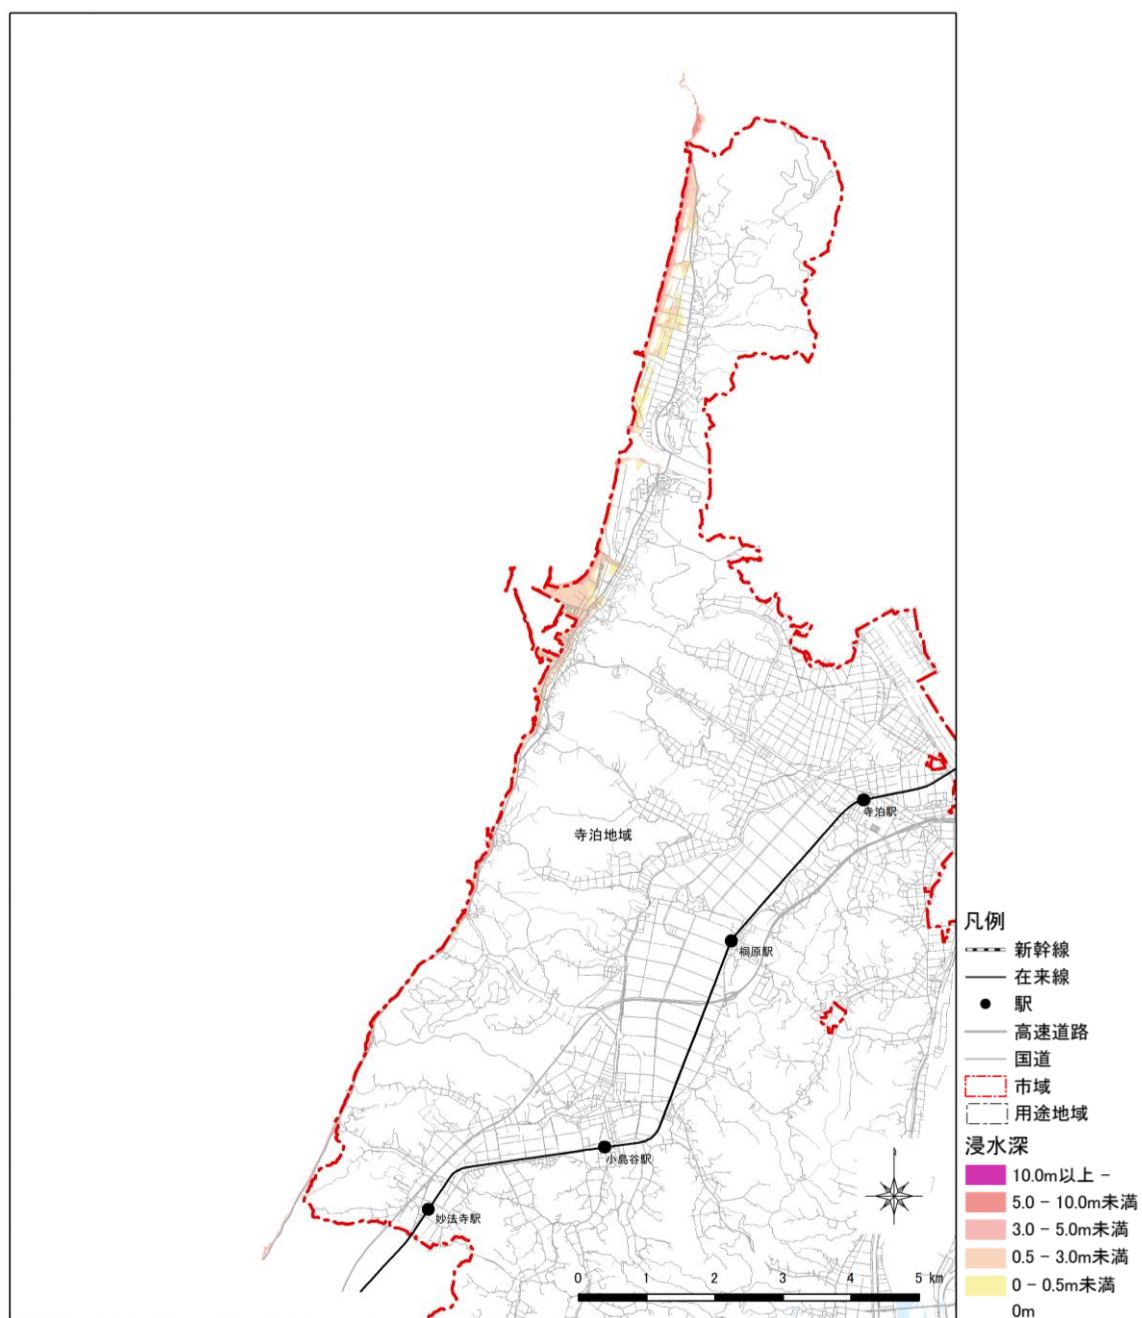 寺泊駅
寺泊地域
桐原駅
小島谷駅
妙法寺駅
0 1 2 3 4 5 km
凡例
新幹線
在来線
駅
高速道路
国道
市域
用途地域
浸水深
10.0m以上 -
5.0 - 10.0m未満
3.0 - 5.0m未満
0.5 - 3.0m未満
0 - 0.5m未満
0m